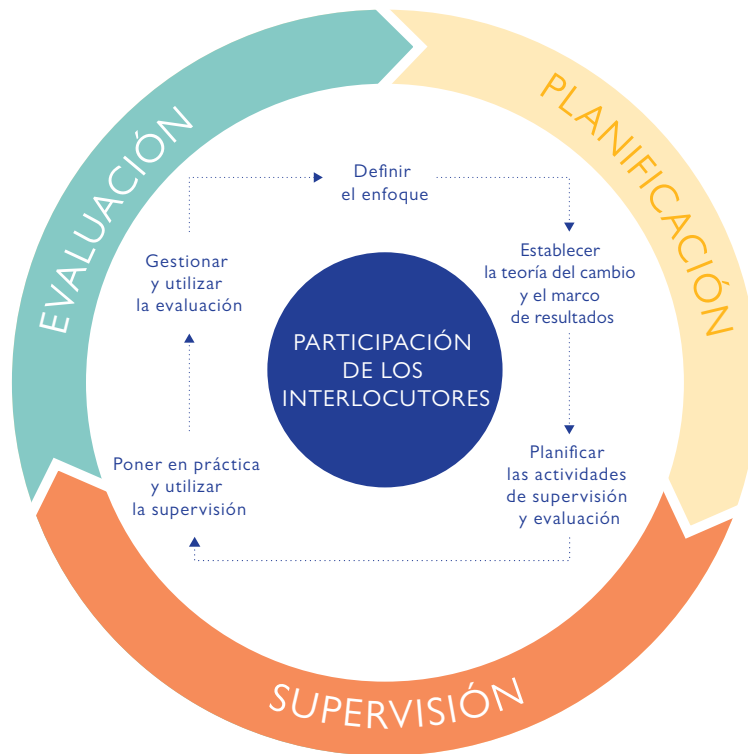 EVALUACIÓN
PLANIFICACIÓN
SUPERVISIÓN
Definir
el enfoque
Establecer
la teoría del cambio
y el marco
de resultados
Planificar
las actividades
de supervisión
y evaluación
Poner en práctica
y utilizar
la supervisión
Gestionar
y utilizar
la evaluación
PARTICIPACIÓN
DE LOS
INTERLOCUTORES